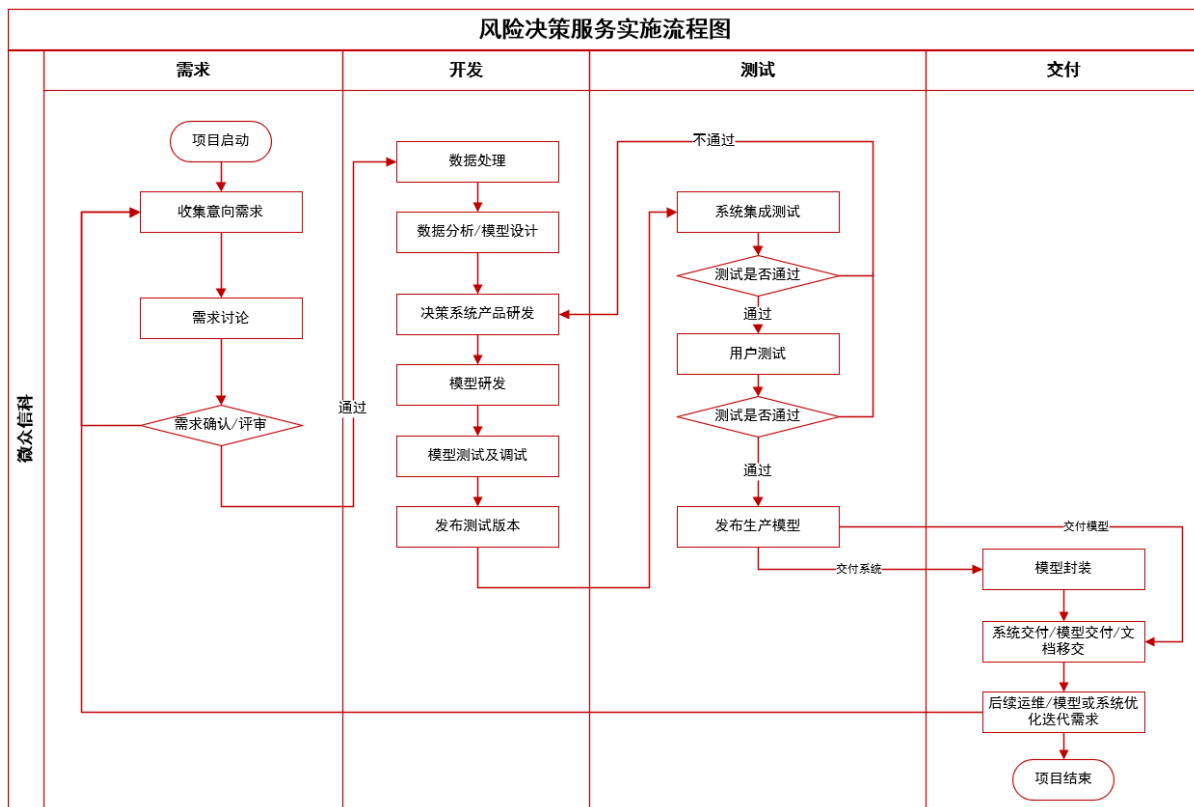 风险决策服务实施流程图
需求
开发
测试
交付
微众信科
项目启动
收集意向需求
需求讨论
需求确认/评审
通过
数据处理
数据分析/模型设计
决策系统产品研发
模型研发
模型测试及调试
发布测试版本
不通过
系统集成测试
测试是否通过
通过
用户测试
测试是否通过
通过
发布生产模型
交付模型
交付系统
模型封装
系统交付/模型交付/文
档移交
后续运维/模型或系统优
化迭代需求
项目结束